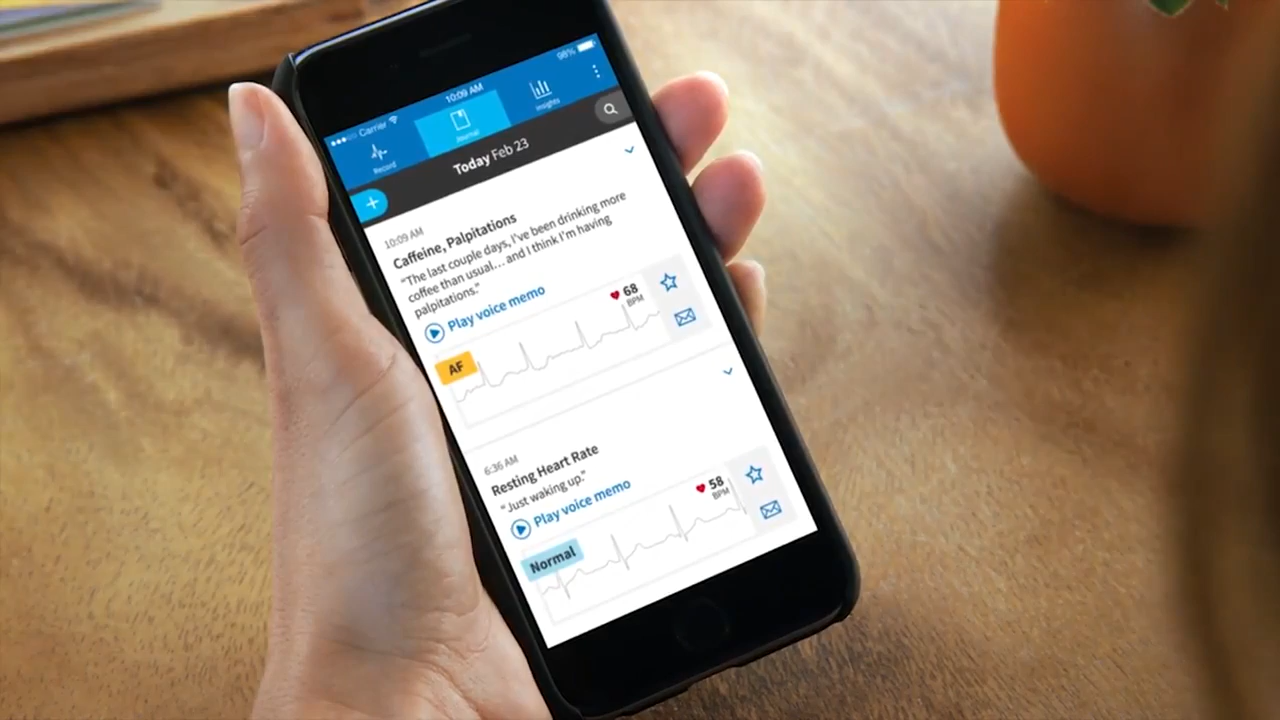 Carrier 10:09 AM 98%
Record Journal Insights
Today Feb 23
10:09 AM
Caffeine, Palpitations
“The last couple days, I've been drinking more
coffee than usual... and I think I'm having
palpitations.”
Play voice memo
68
BPM
AF
6:36 AM
Resting Heart Rate
“Just waking up.”
Play voice memo
58
BPM
Normal